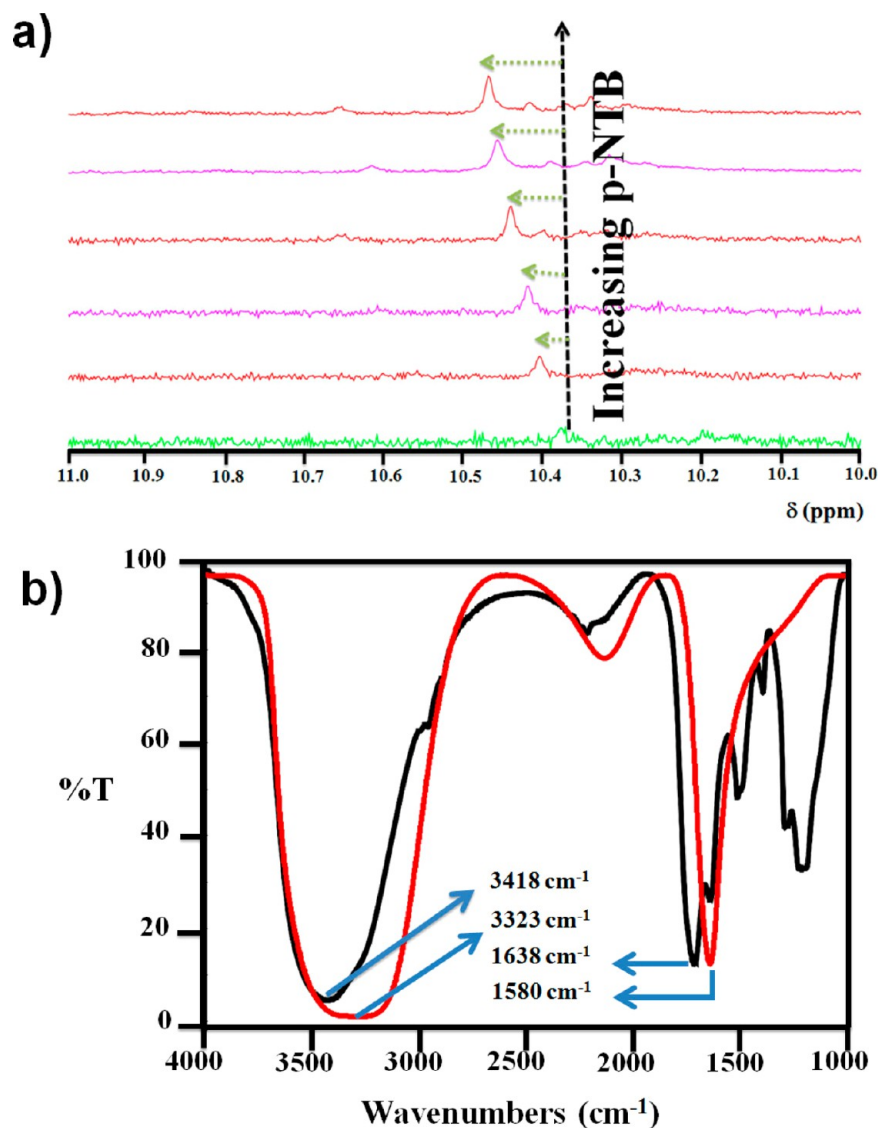 a)
Increasing p-NTB
11.0 10.9 10.8 10.7 10.6 10.5 10.4 10.3 10.2 10.1 10.0
δ (ppm)
b)
100
80
60
%T
40
20
0
3418 cm⁻¹
3323 cm⁻¹
1638 cm⁻¹
1580 cm⁻¹
4000 3500 3000 2500 2000 1500 1000
Wavenumbers (cm⁻¹)